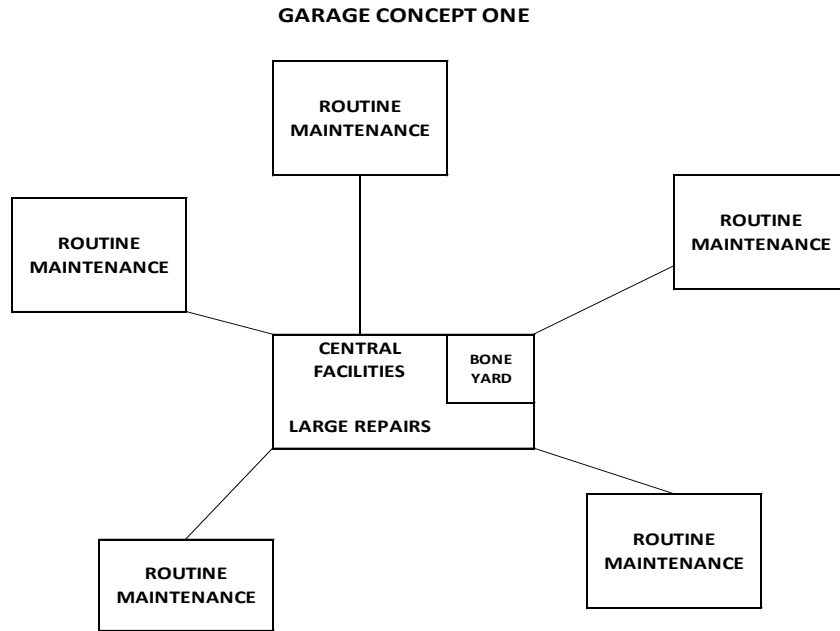 GARAGE CONCEPT ONE
ROUTINE
MAINTENANCE
ROUTINE
MAINTENANCE
ROUTINE
MAINTENANCE
CENTRAL
FACILITIES
BONE
YARD
LARGE REPAIRS
ROUTINE
MAINTENANCE
ROUTINE
MAINTENANCE